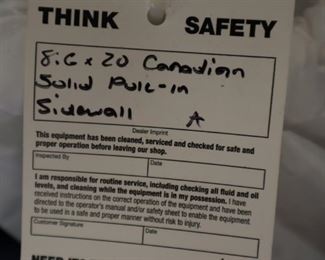 THINK SAFETY
8'6 x 20 Canadian
Solid Pole-in
Sidewall A
Dealer Imprint
This equipment has been cleaned, serviced and checked for safe and
proper operation before leaving our shop.
Inspected By Date
I am responsible for routine service, including checking all fluid and oil
levels, and cleaning while the equipment is in my possession. I have
received instructions on the correct operation of the equipment and have been
directed to the operator's manual and/or safety sheet to enable the equipment
to be used in a safe and proper manner without risk to injury.
Customer Signature Date